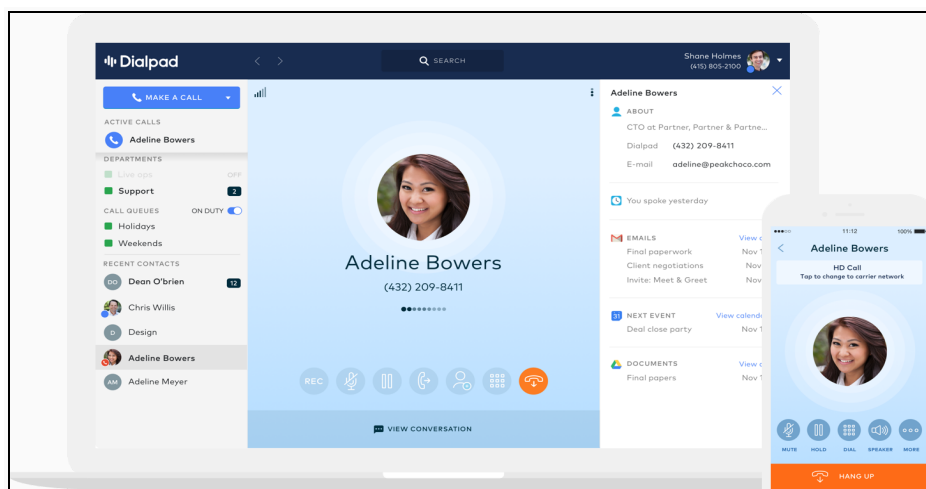 Dialpad
SEARCH
Shane Holmes
(415) 805-2100
MAKE A CALL
ACTIVE CALLS
Adeline Bowers
DEPARTMENTS
Live ops OFF
Support 2
CALL QUEUES ON DUTY
Holidays
Weekends
RECENT CONTACTS
DO Dean O'brien 12
Chris Willis
D Design
Adeline Bowers
AM Adeline Meyer
Adeline Bowers
(432) 209-8411
REC
VIEW CONVERSATION
Adeline Bowers
ABOUT
CTO at Partner, Partner & Partne...
Dialpad (432) 209-8411
E-mail adeline@peakchoco.com
You spoke yesterday
EMAILS View
Final paperwork Nov 1
Client negotiations Nov
Invite: Meet & Greet Nov
31 NEXT EVENT View calend
Deal close party Nov 1
DOCUMENTS View
Final papers Nov 1
11:12 100%
Adeline Bowers
HD Call
Tap to change to carrier network
MUTE HOLD DIAL SPEAKER MORE
HANG UP